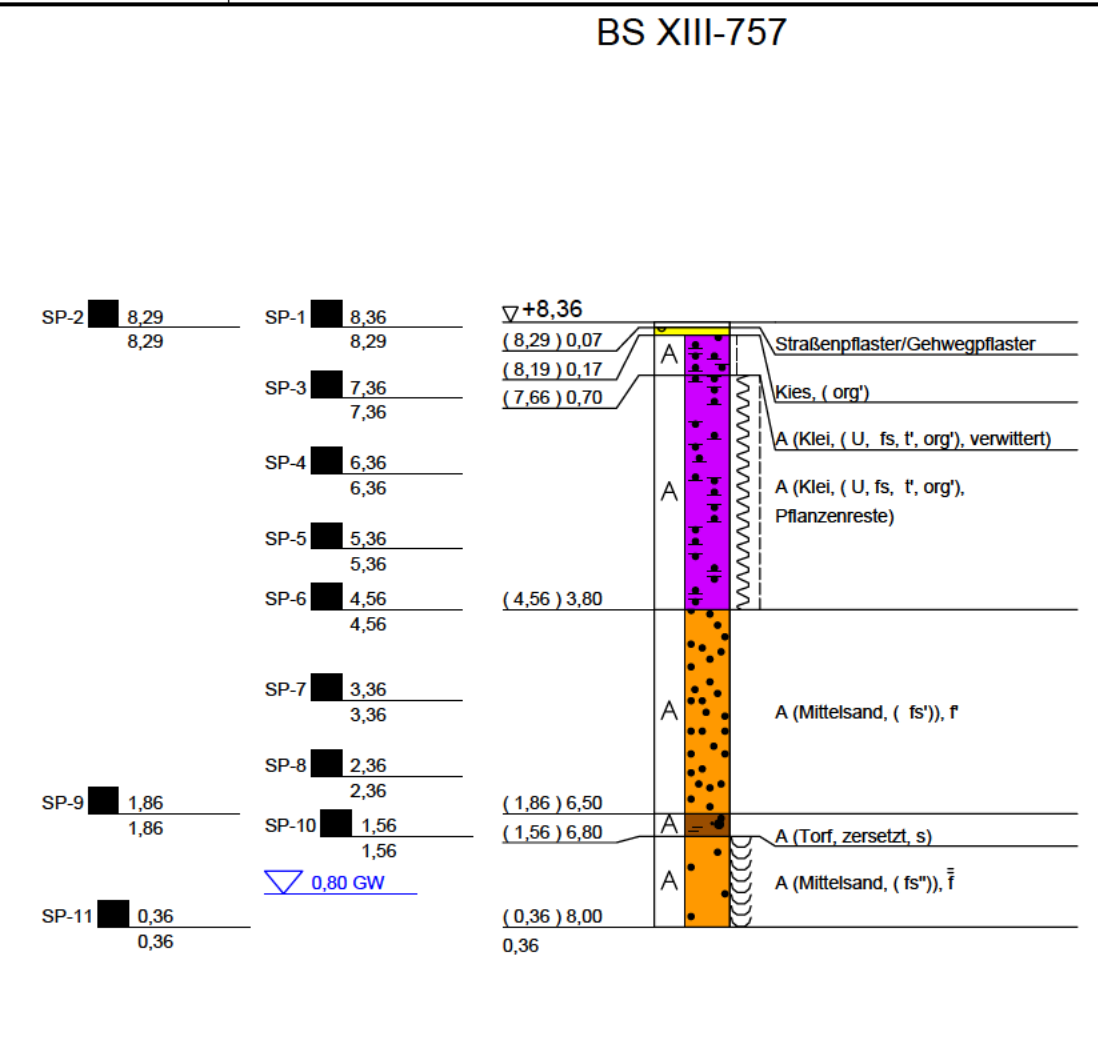 BS XIII-757
SP-2 8,29
8,29
SP-1 8,36
8,29
SP-3 7,36
7,36
SP-4 6,36
6,36
SP-5 5,36
5,36
SP-6 4,56
4,56
SP-7 3,36
3,36
SP-8 2,36
2,36
SP-9 1,86
1,86
SP-10 1,56
1,56
0,80 GW
SP-11 0,36
0,36
+8,36
( 8,29 ) 0,07
( 8,19 ) 0,17
( 7,66 ) 0,70
( 4,56 ) 3,80
( 1,86 ) 6,50
( 1,56 ) 6,80
( 0,36 ) 8,00
0,36
A
A
A
A
A
Straßenpflaster/Gehwegpflaster
Kies, ( org')
A (Klei, ( U, fs, t', org'), verwittert)
A (Klei, ( U, fs, t', org'),
Pflanzenreste)
A (Mittelsand, ( fs')), f'
A (Torf, zersetzt, s)
A (Mittelsand, ( fs'')), f̿